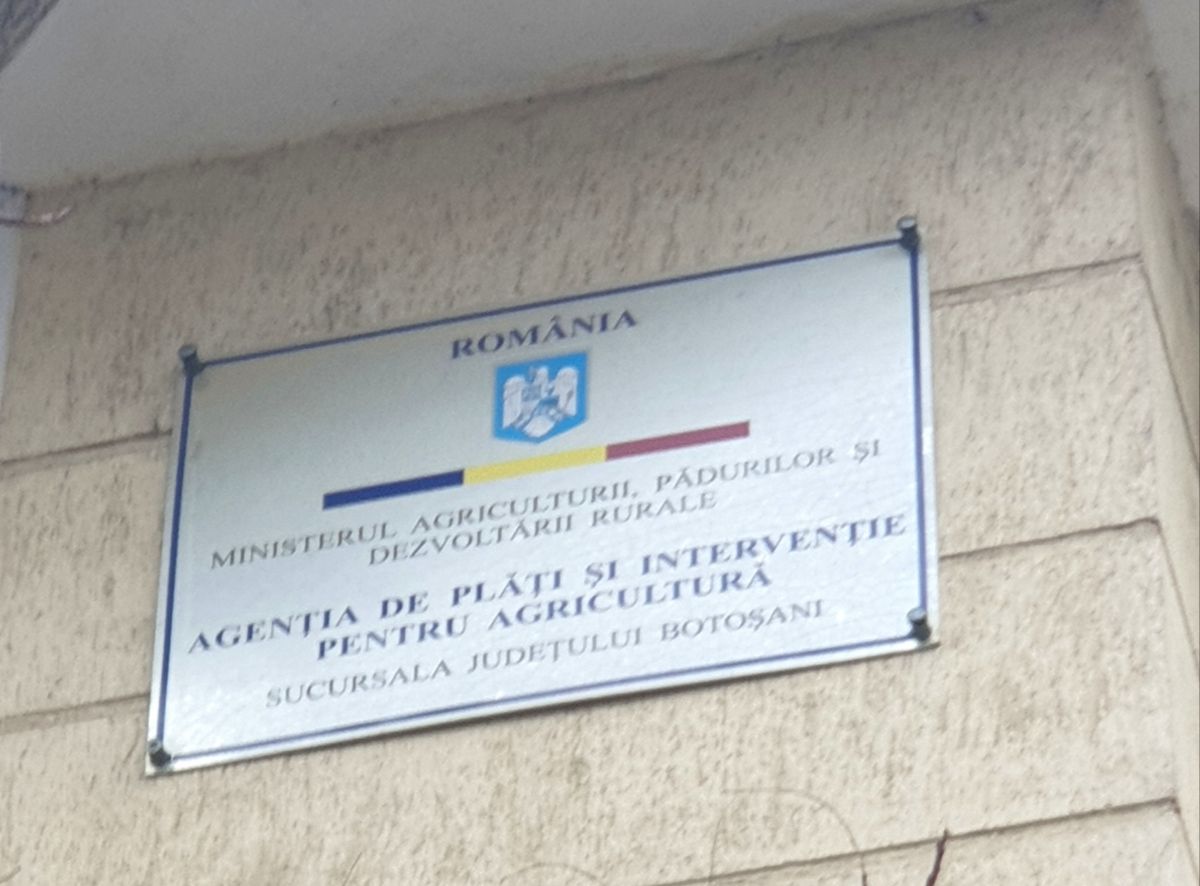 ROMÂNIA
MINISTERUL AGRICULTURII, PĂDURILOR ŞI
DEZVOLTĂRII RURALE
AGENŢIA DE PLĂŢI ŞI INTERVENŢIE
PENTRU AGRICULTURĂ
SUCURSALA JUDEŢULUI BOTOŞANI